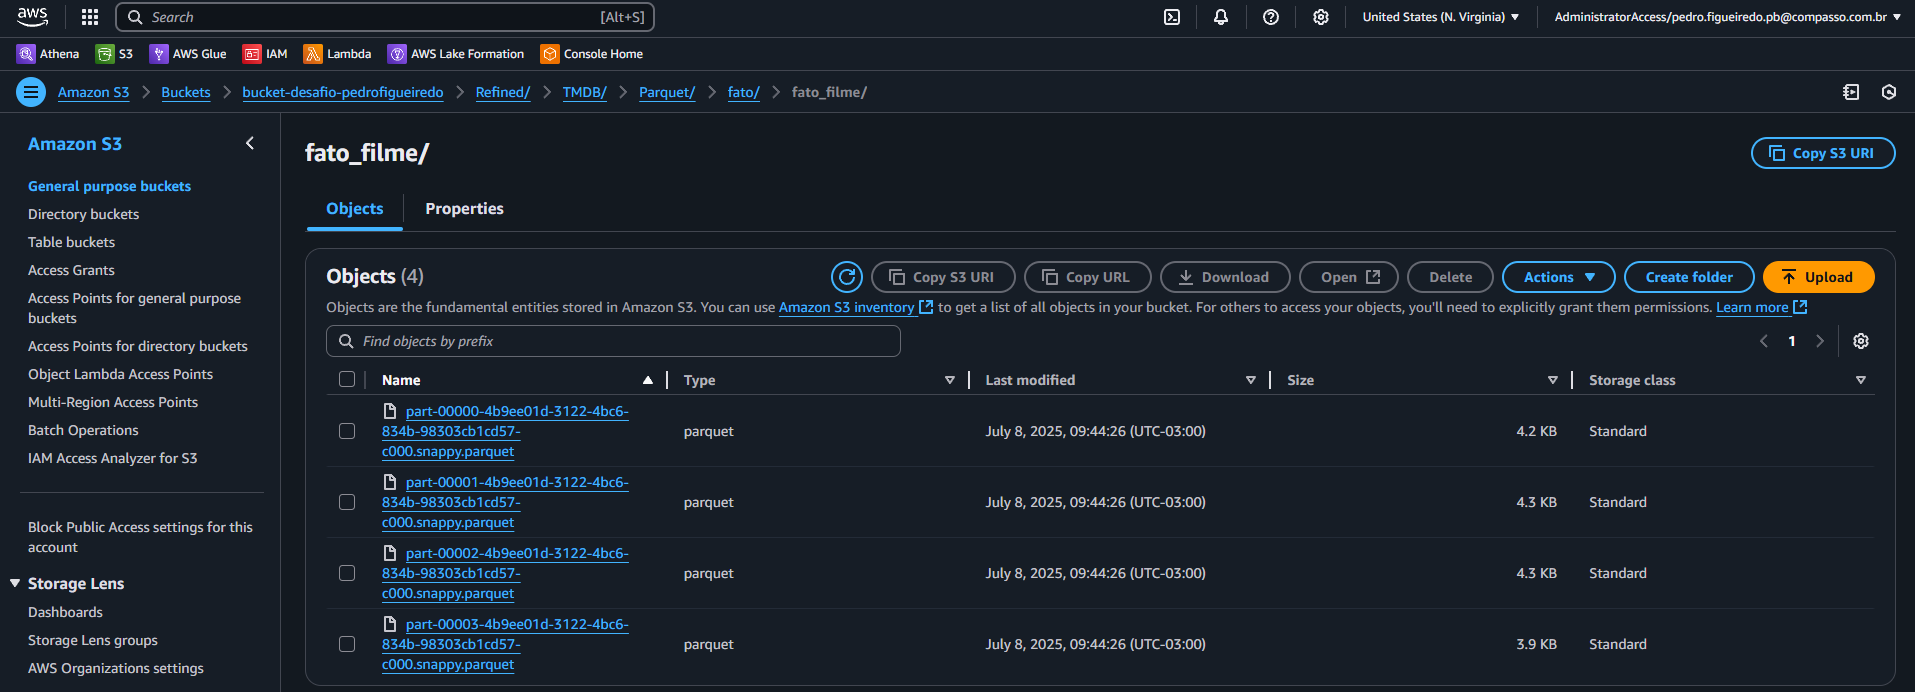 aws
Search [Alt+S]
United States (N. Virginia)
AdministratorAccess/pedro.figueiredo.pb@compasso.com.br
Athena S3 AWS Glue IAM Lambda AWS Lake Formation Console Home
Amazon S3 > Buckets > bucket-desafio-pedrofigueiredo > Refined/ > TMDB/ > Parquet/ > fato/ > fato_filme/
Amazon S3
General purpose buckets
Directory buckets
Table buckets
Access Grants
Access Points for general purpose
buckets
Access Points for directory buckets
Object Lambda Access Points
Multi-Region Access Points
Batch Operations
IAM Access Analyzer for S3
Block Public Access settings for this
account
Storage Lens
Dashboards
Storage Lens groups
AWS Organizations settings
fato_filme/
Copy S3 URI
Objects
Properties
Objects (4)
Copy S3 URI
Copy URL
Download
Open
Delete
Actions
Create folder
Upload
Objects are the fundamental entities stored in Amazon S3. You can use Amazon S3 inventory to get a list of all objects in your bucket. For others to access your objects, you'll need to explicitly grant them permissions. Learn more
Find objects by prefix
1
Name Type Last modified Size Storage class
part-00000-4b9ee01d-3122-4bc6-
834b-98303cb1cd57-
c000.snappy.parquet
parquet July 8, 2025, 09:44:26 (UTC-03:00) 4.2 KB Standard
part-00001-4b9ee01d-3122-4bc6-
834b-98303cb1cd57-
c000.snappy.parquet
parquet July 8, 2025, 09:44:26 (UTC-03:00) 4.3 KB Standard
part-00002-4b9ee01d-3122-4bc6-
834b-98303cb1cd57-
c000.snappy.parquet
parquet July 8, 2025, 09:44:26 (UTC-03:00) 4.3 KB Standard
part-00003-4b9ee01d-3122-4bc6-
834b-98303cb1cd57-
c000.snappy.parquet
parquet July 8, 2025, 09:44:26 (UTC-03:00) 3.9 KB Standard